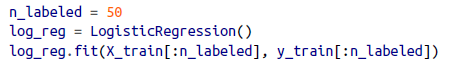 n_labeled = 50
log_reg = LogisticRegression()
log_reg.fit(X_train[:n_labeled], y_train[:n_labeled])